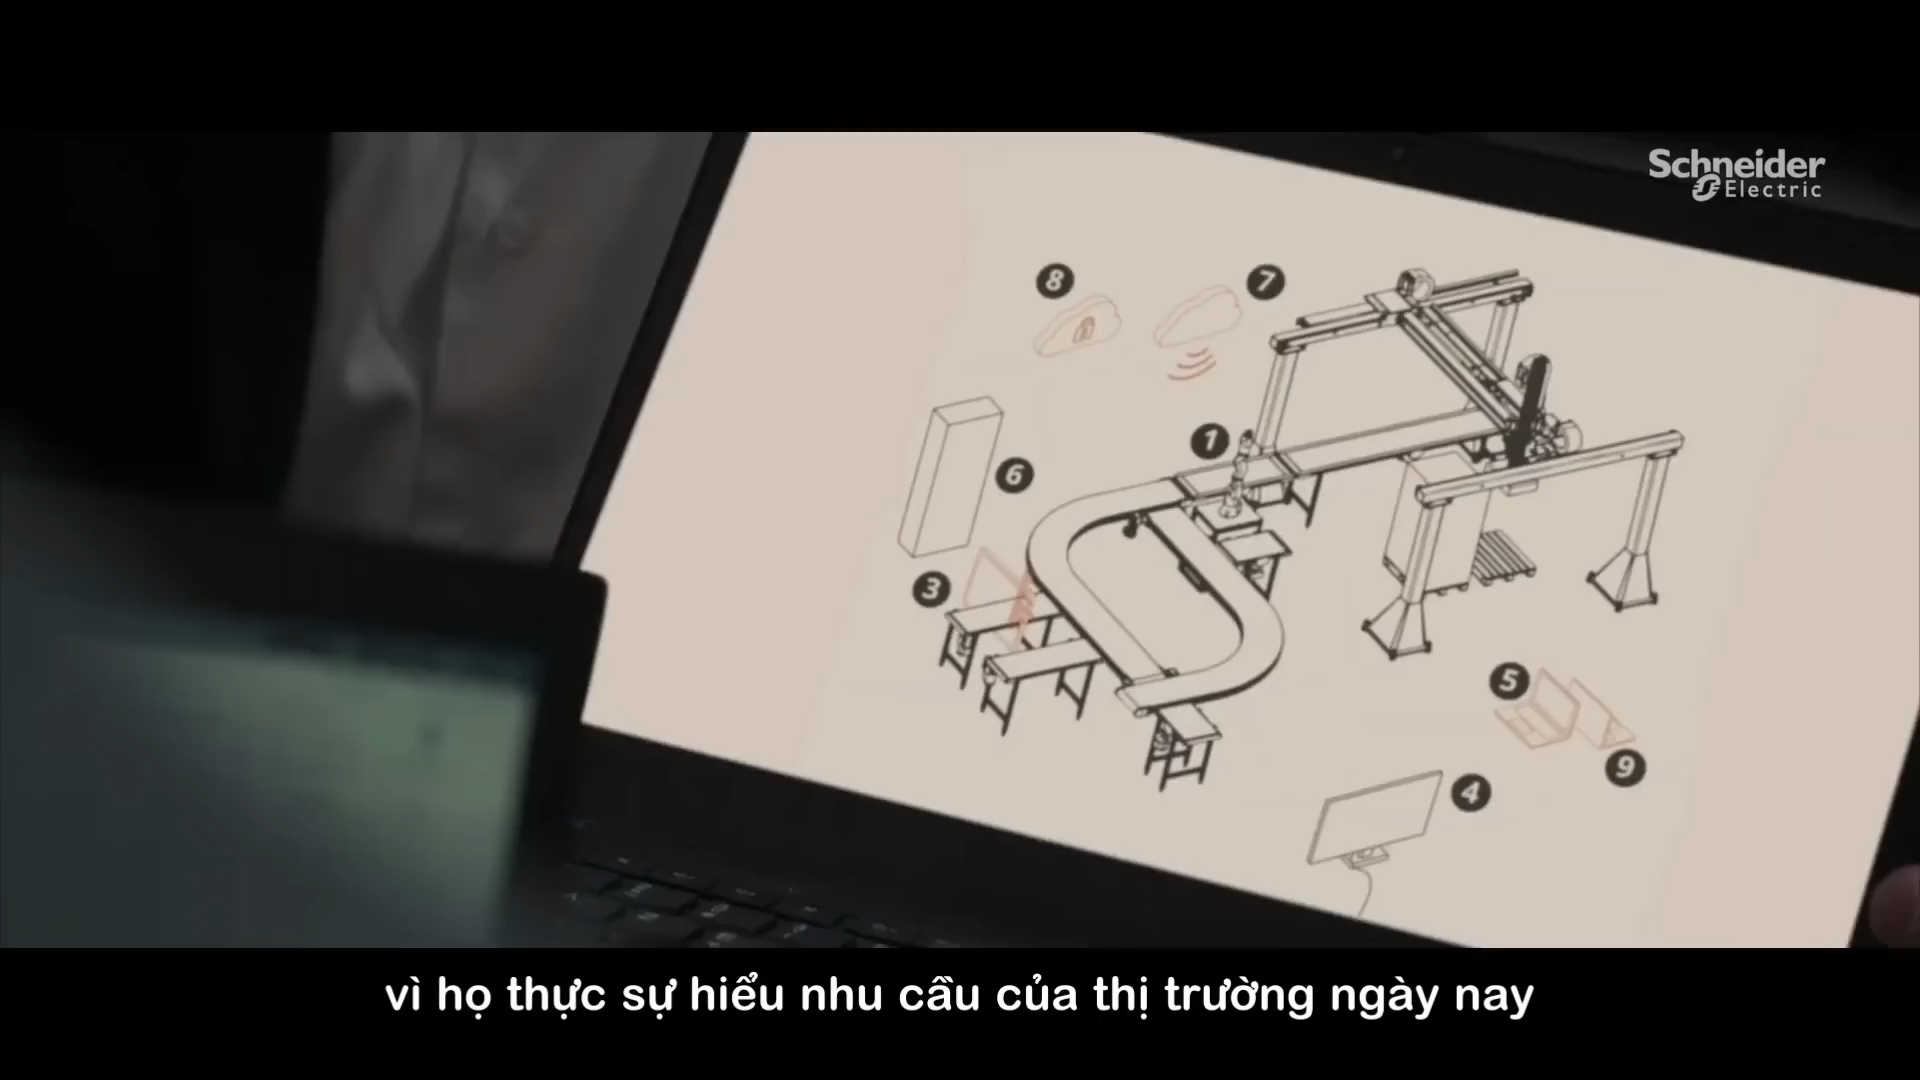 Schneider
Electric
8
7
1
6
3
5
9
4
vì họ thực sự hiểu nhu cầu của thị trường ngày nay